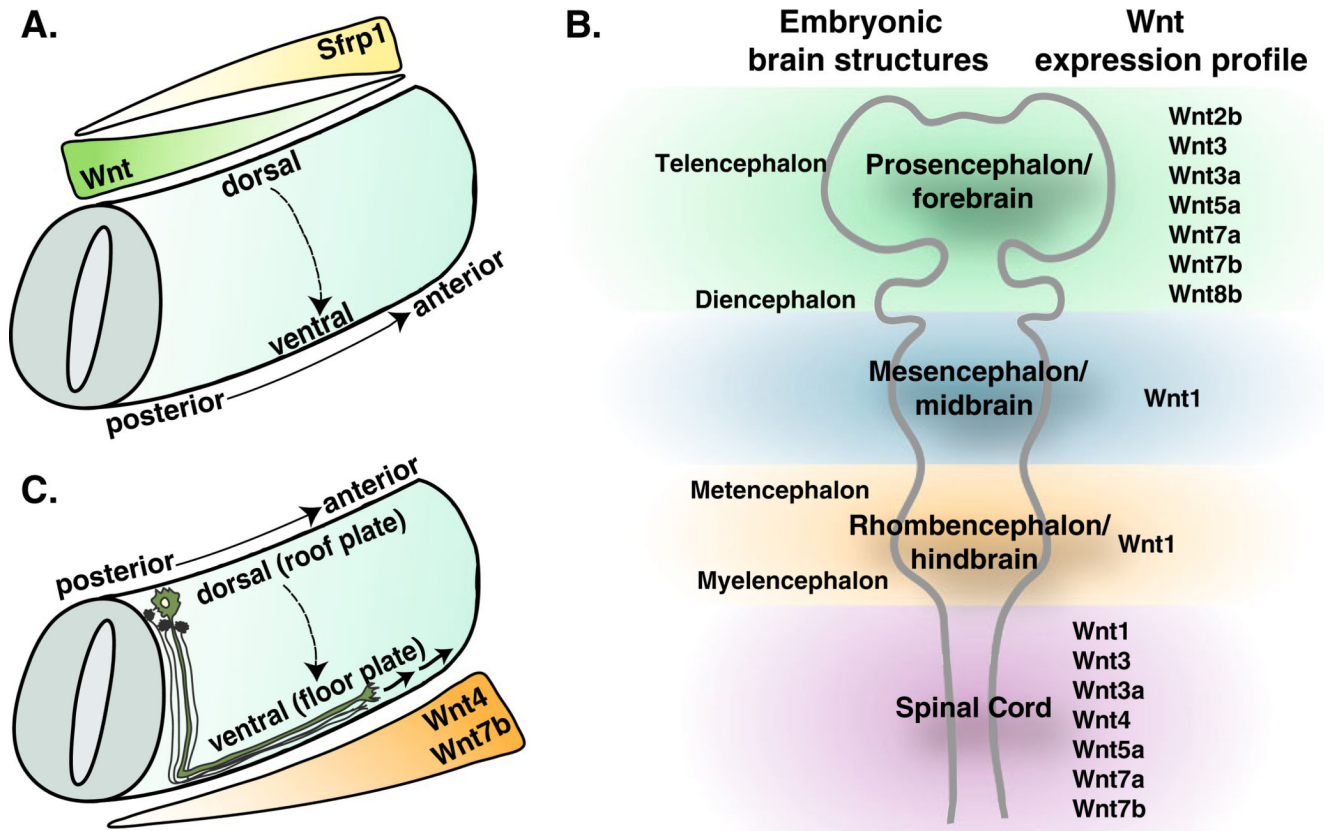 A.
Sfrp1
Wnt
dorsal
ventral
posterior
anterior
B.
Embryonic
brain structures
Wnt
expression profile
Telencephalon
Prosencephalon/
forebrain
Diencephalon
Wnt2b
Wnt3
Wnt3a
Wnt5a
Wnt7a
Wnt7b
Wnt8b
Mesencephalon/
midbrain
Wnt1
Metencephalon
Rhombencephalon/
hindbrain
Myelencephalon
Wnt1
Spinal Cord
Wnt1
Wnt3
Wnt3a
Wnt4
Wnt5a
Wnt7a
Wnt7b
C.
posterior
anterior
dorsal (roof plate)
ventral (floor plate)
Wnt4
Wnt7b